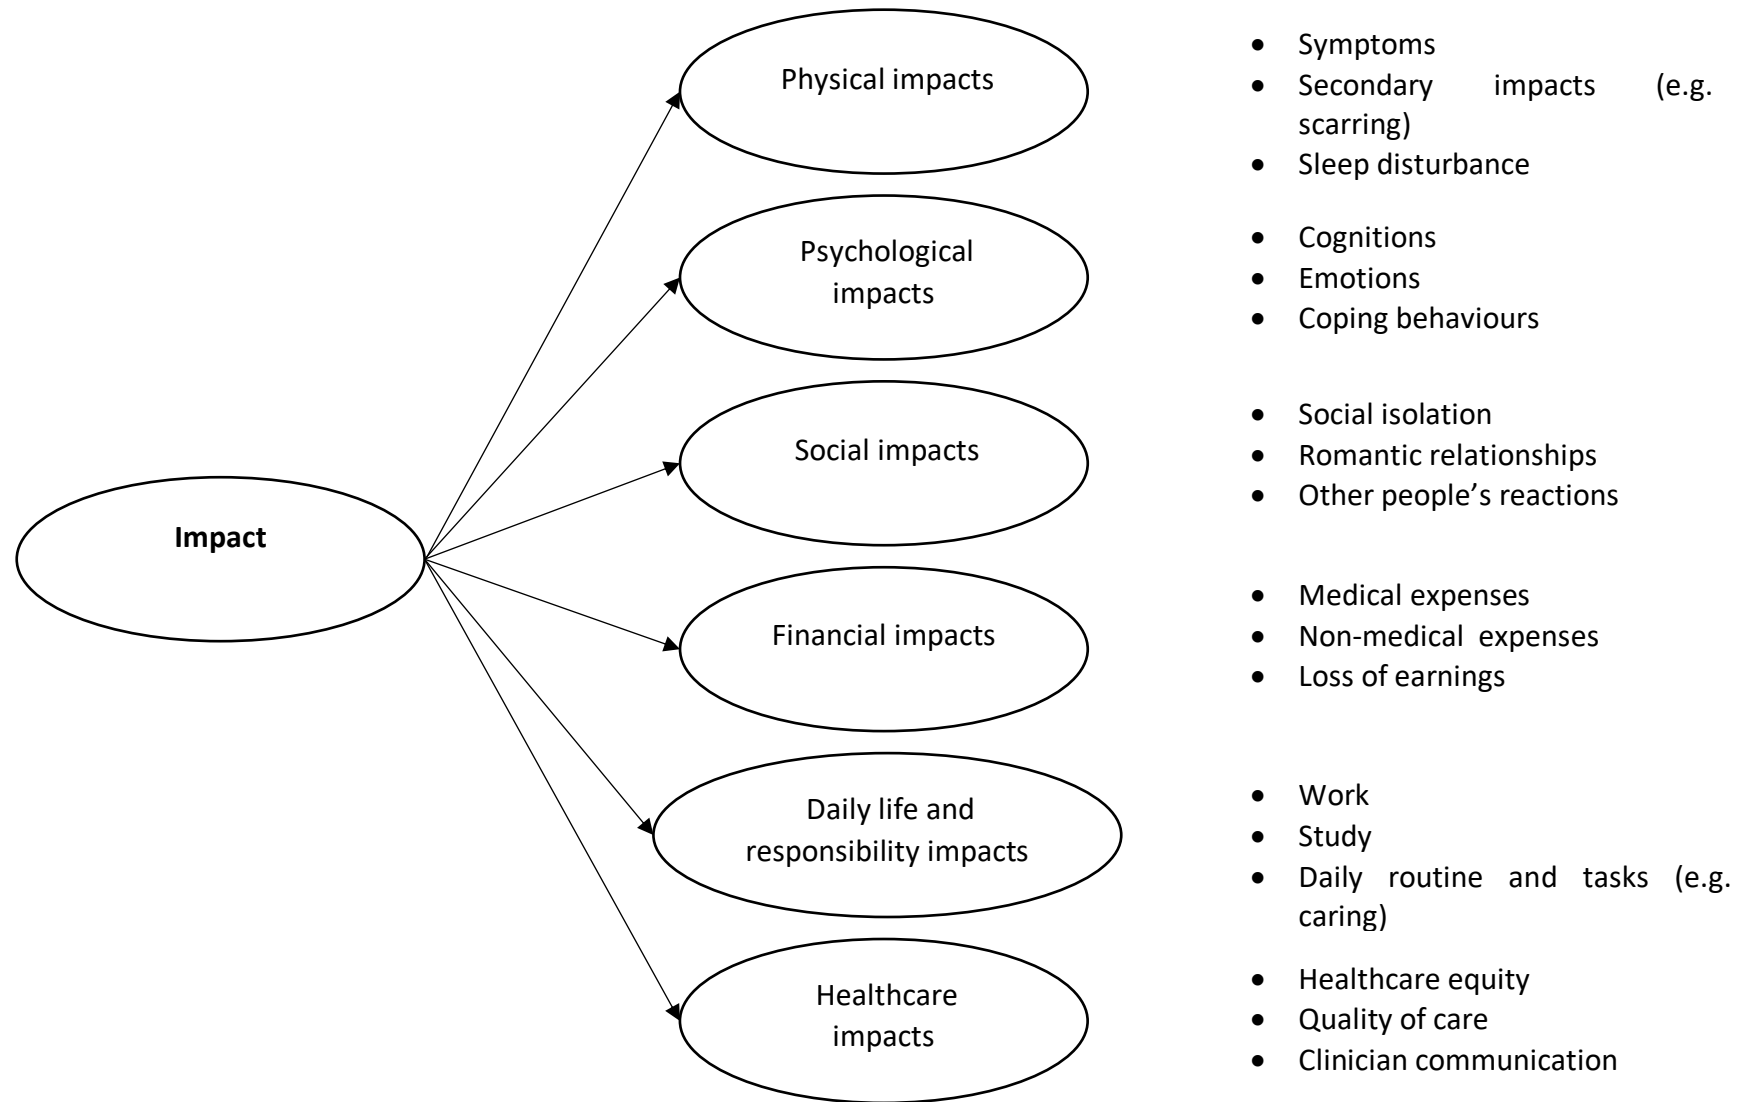 Impact
Physical impacts
• Symptoms
• Secondary impacts (e.g.
scarring)
• Sleep disturbance
Psychological
impacts
• Cognitions
• Emotions
• Coping behaviours
Social impacts
• Social isolation
• Romantic relationships
• Other people’s reactions
Financial impacts
• Medical expenses
• Non-medical expenses
• Loss of earnings
Daily life and
responsibility impacts
• Work
• Study
• Daily routine and tasks (e.g.
caring)
Healthcare
impacts
• Healthcare equity
• Quality of care
• Clinician communication